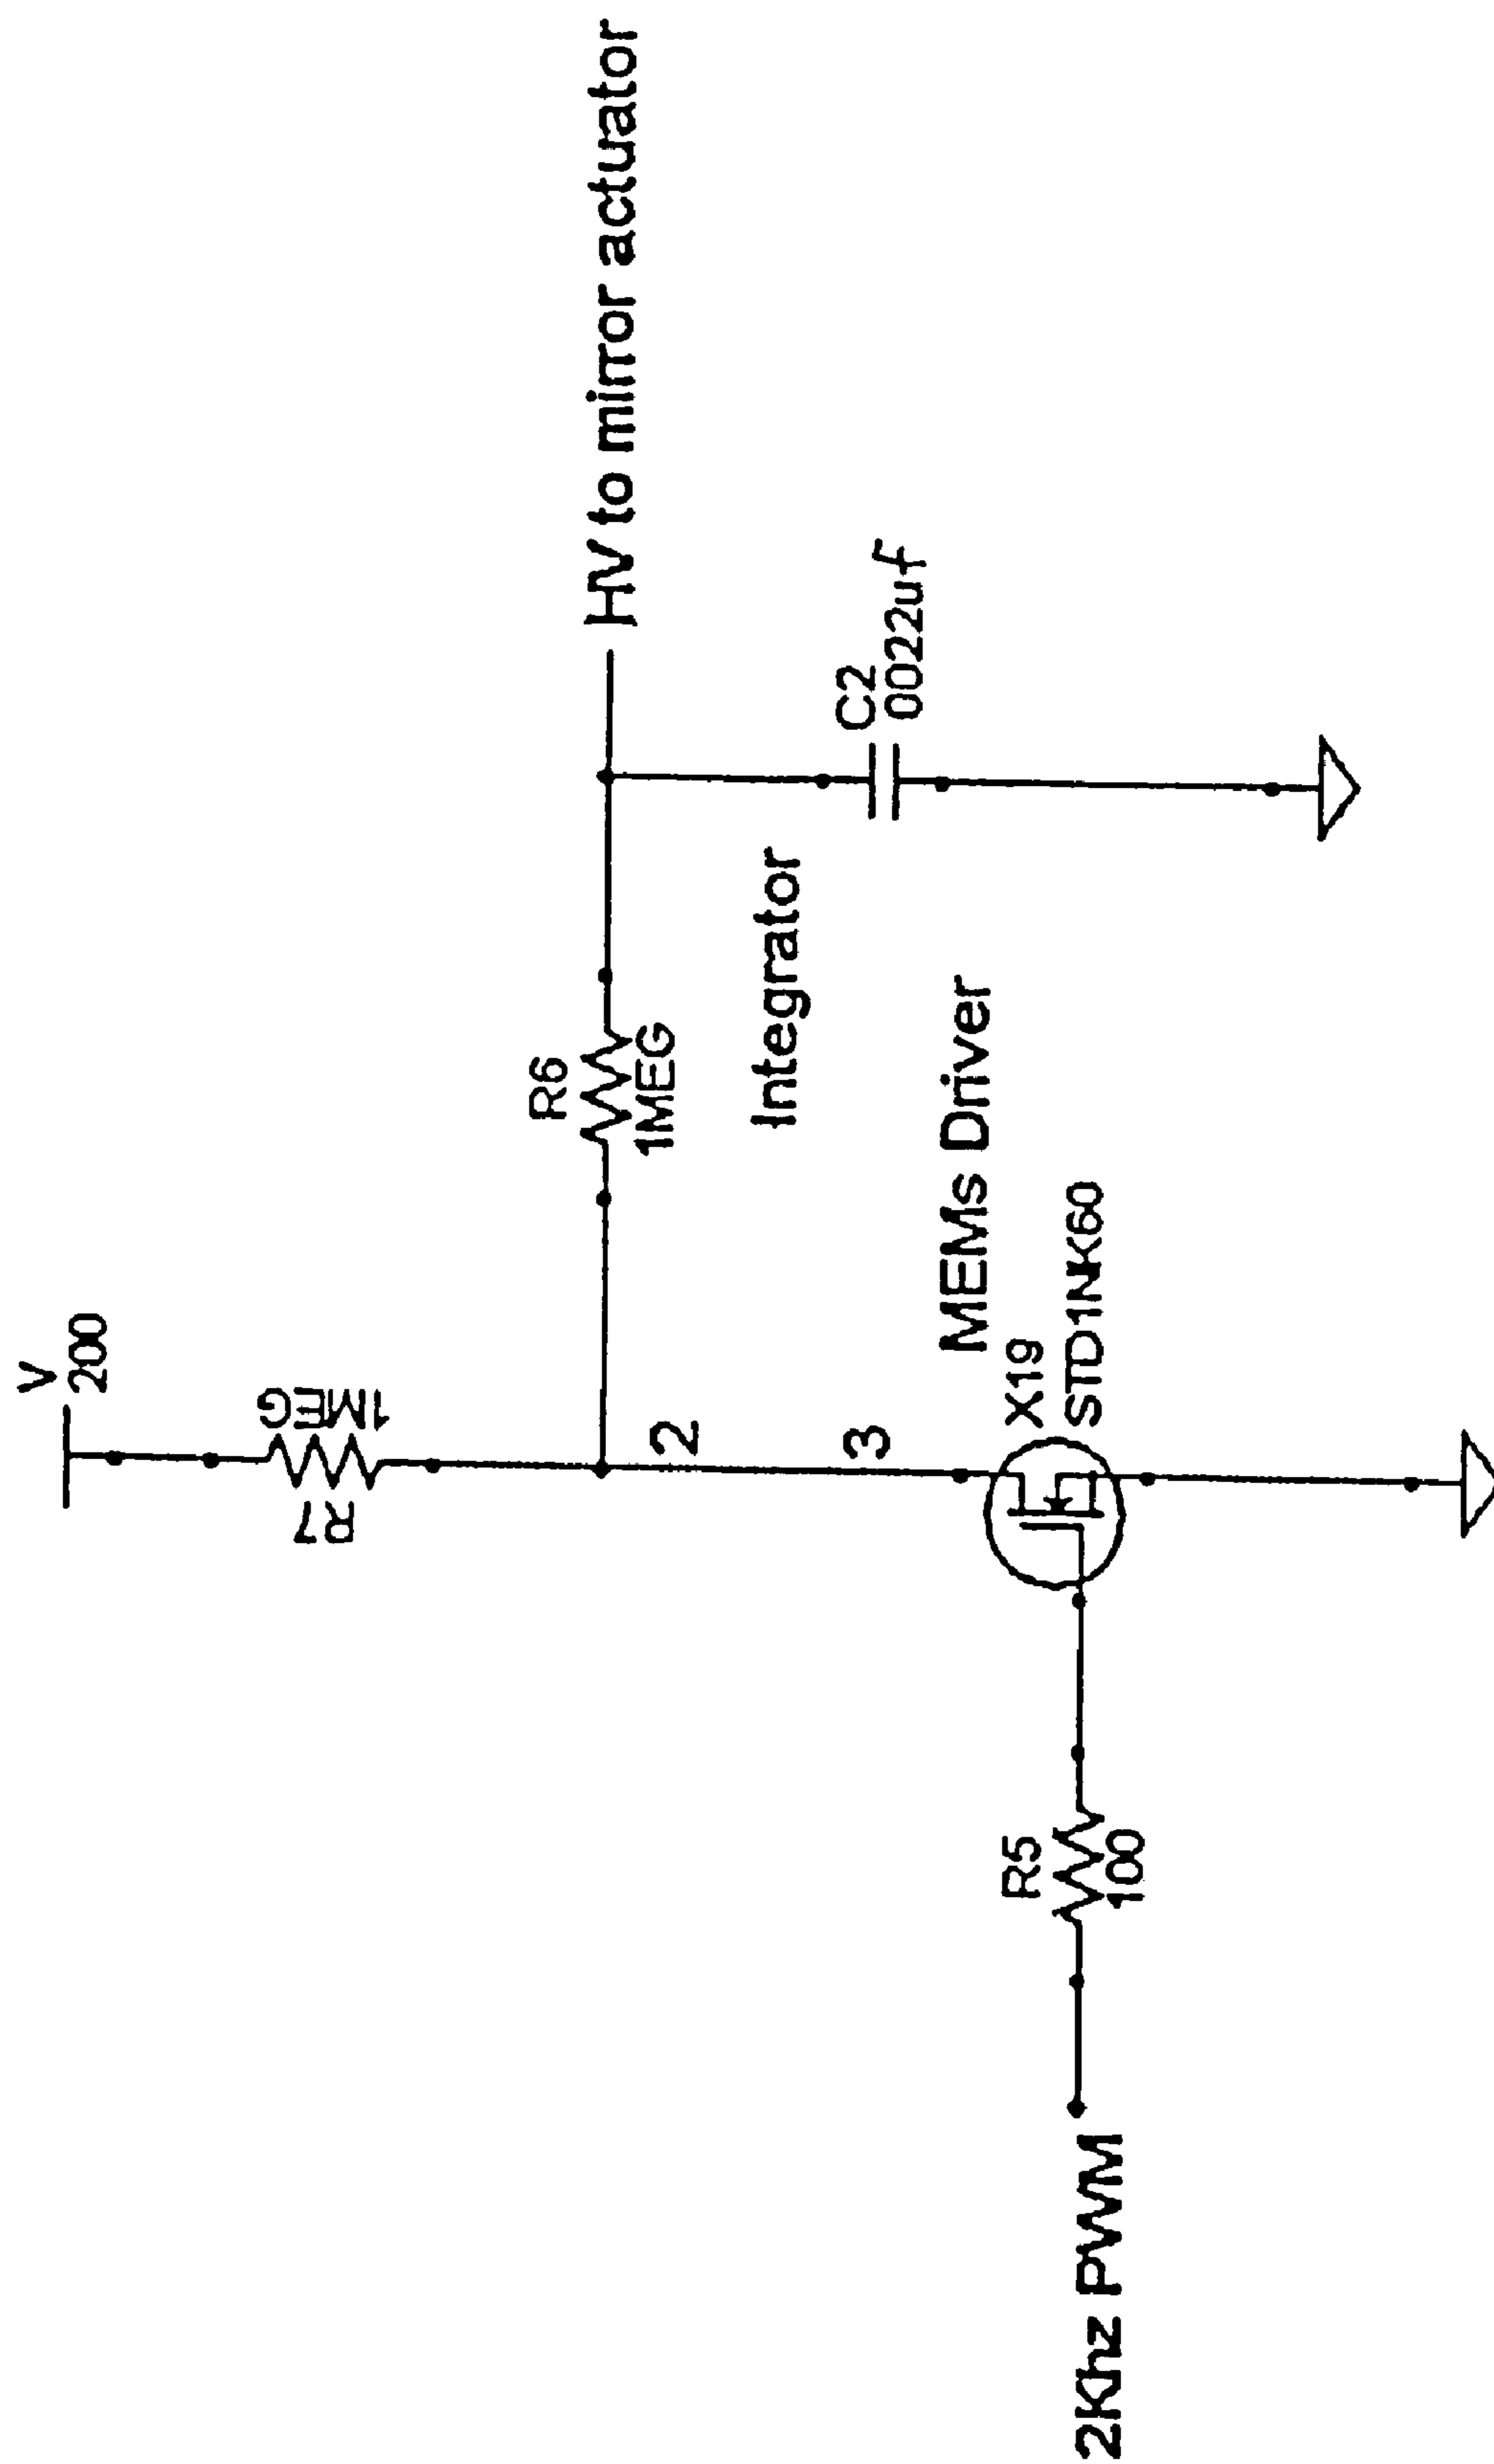 V
200
R7
1MEG
R6
1MEG
HV to mirror actuator
2
3
Integrator
C2
0022uf
MEMs Driver
X19
STD1NK60
R5
100
2Khz PWM